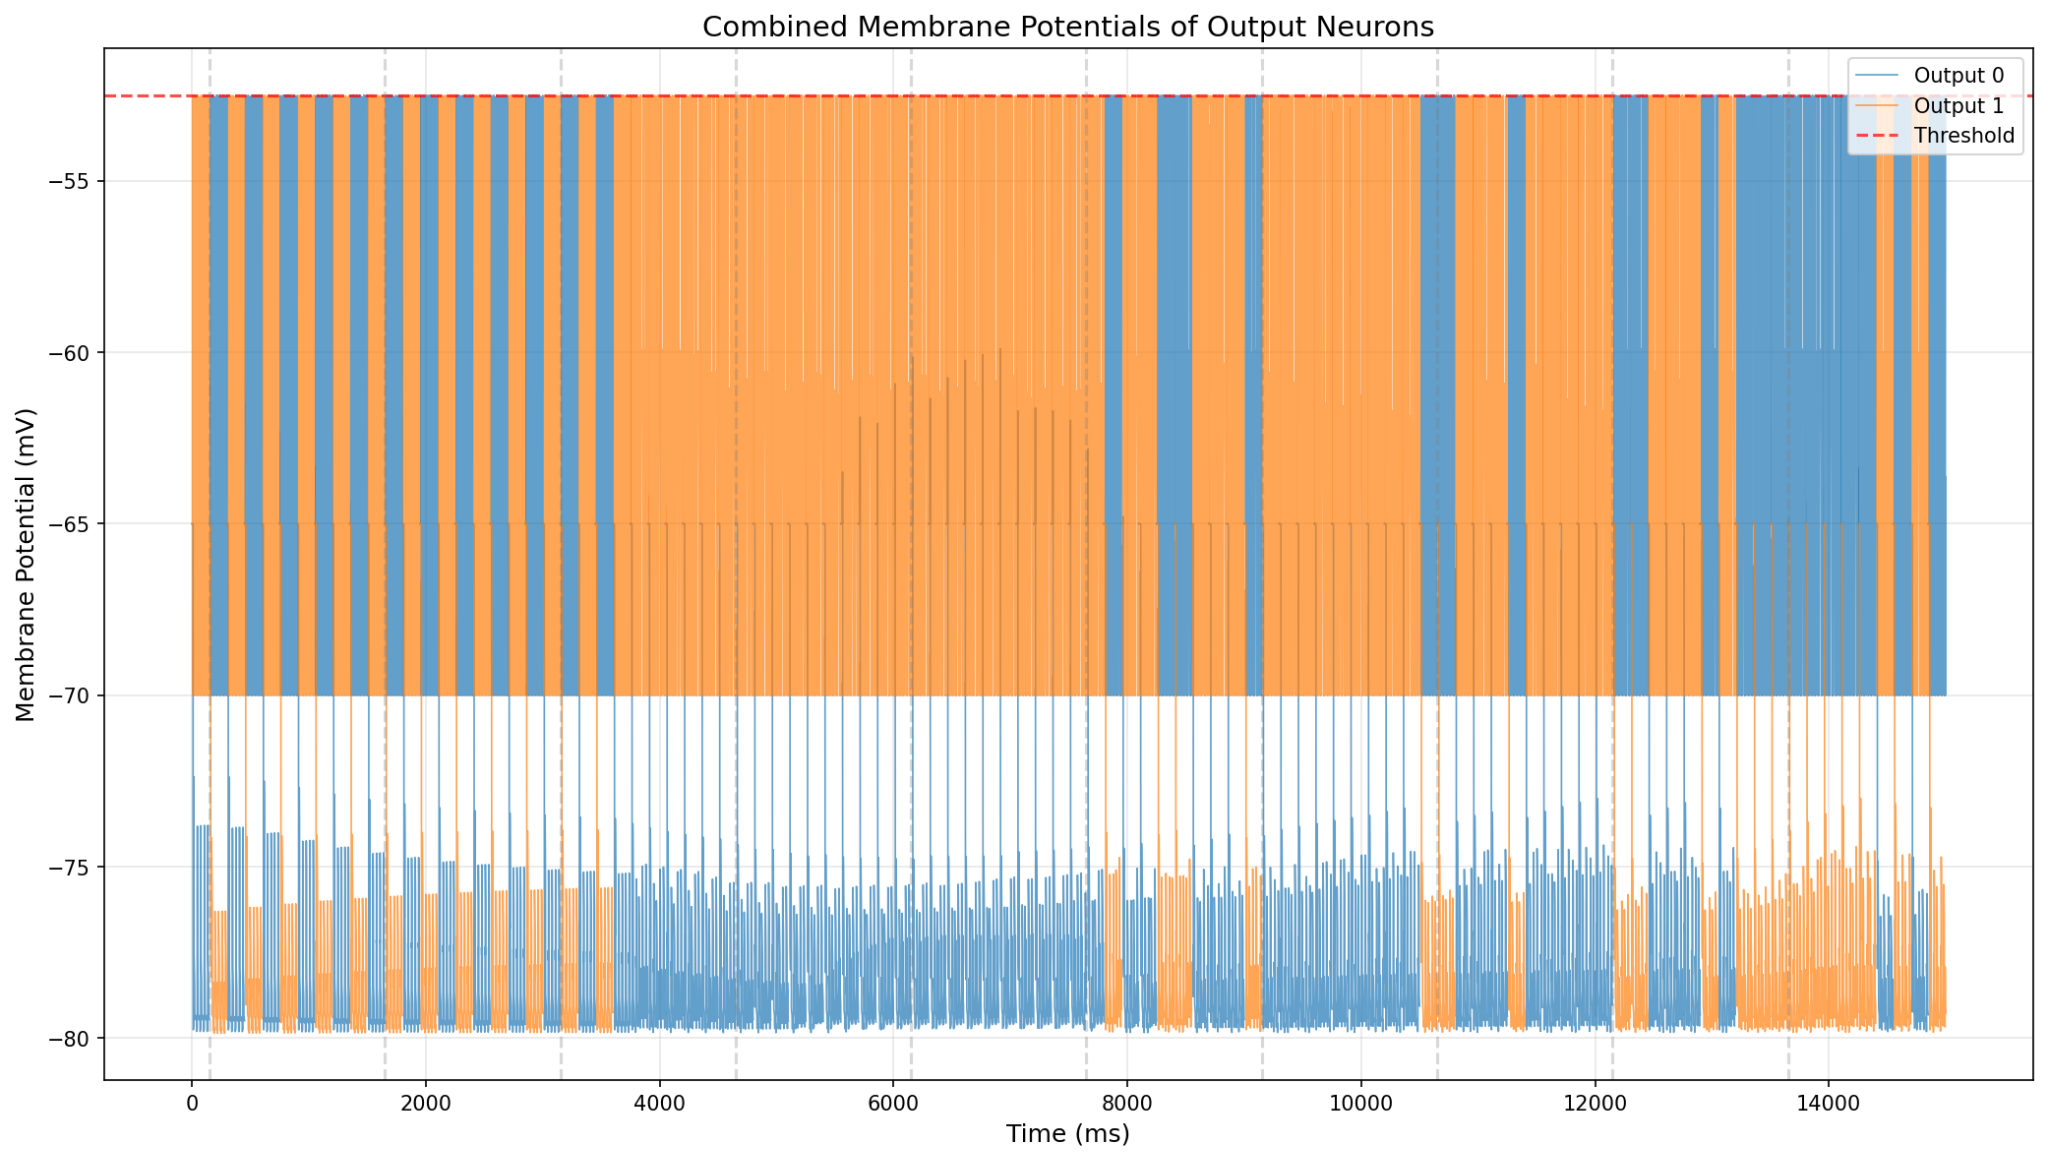 Combined Membrane Potentials of Output Neurons
Output 0
Output 1
Threshold
Membrane Potential (mV)
−55
−60
−65
−70
−75
−80
0 2000 4000 6000 8000 10000 12000 14000
Time (ms)